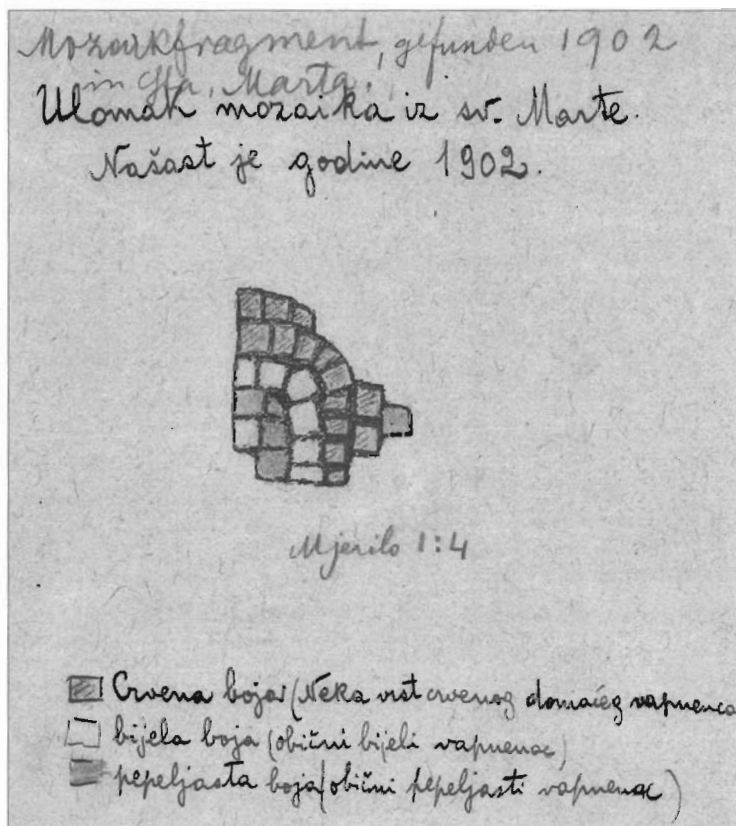 Mozaikfragment, gefunden 1902
in Sta. Marta.
Ulomak mozaika iz sv. Marte.
Našast je godine 1902.
Mjerilo 1:4
Crvena boja (Neka vrst crvenog domaćeg vapnenca
bijela boja (obični bijeli vapnenac)
pepeljasta boja (obični pepeljasti vapnenac)